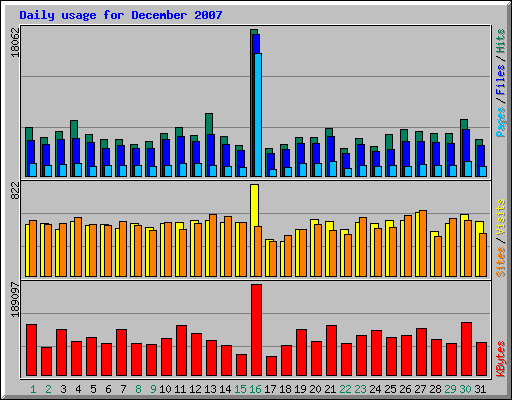 Daily usage for December 2007
18062
Pages / Files / Hits
822
Sites / Visits
189097
KBytes
1 2 3 4 5 6 7 8 9 10 11 12 13 14 15 16 17 18 19 20 21 22 23 24 25 26 27 28 29 30 31